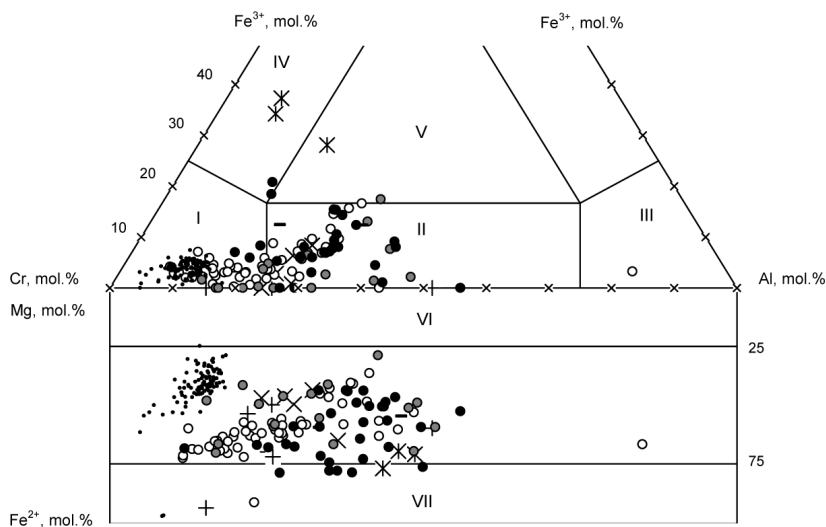 Fe³⁺, mol.% Fe³⁺, mol.%
IV
40
30
V
20
I
II
III
10
Cr, mol.% Al, mol.%
Mg, mol.%
VI
25
75
VII
Fe²⁺, mol.%